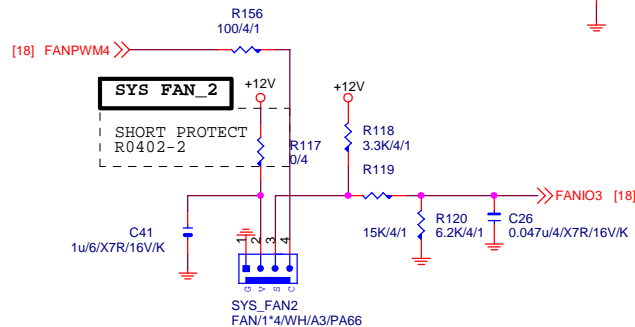 R156
100/4/1
[18] FANPWM4
SYS FAN_2
+12V
+12V
SHORT PROTECT
R0402-2
R117
0/4
R118
3.3K/4/1
R119
FANIO3 [18]
C41
1u/6/X7R/16V/K
15K/4/1
R120
6.2K/4/1
C26
0.047u/4/X7R/16V/K
1
2
3
4
G
V
S
C
SYS_FAN2
FAN/1*4/WH/A3/PA66